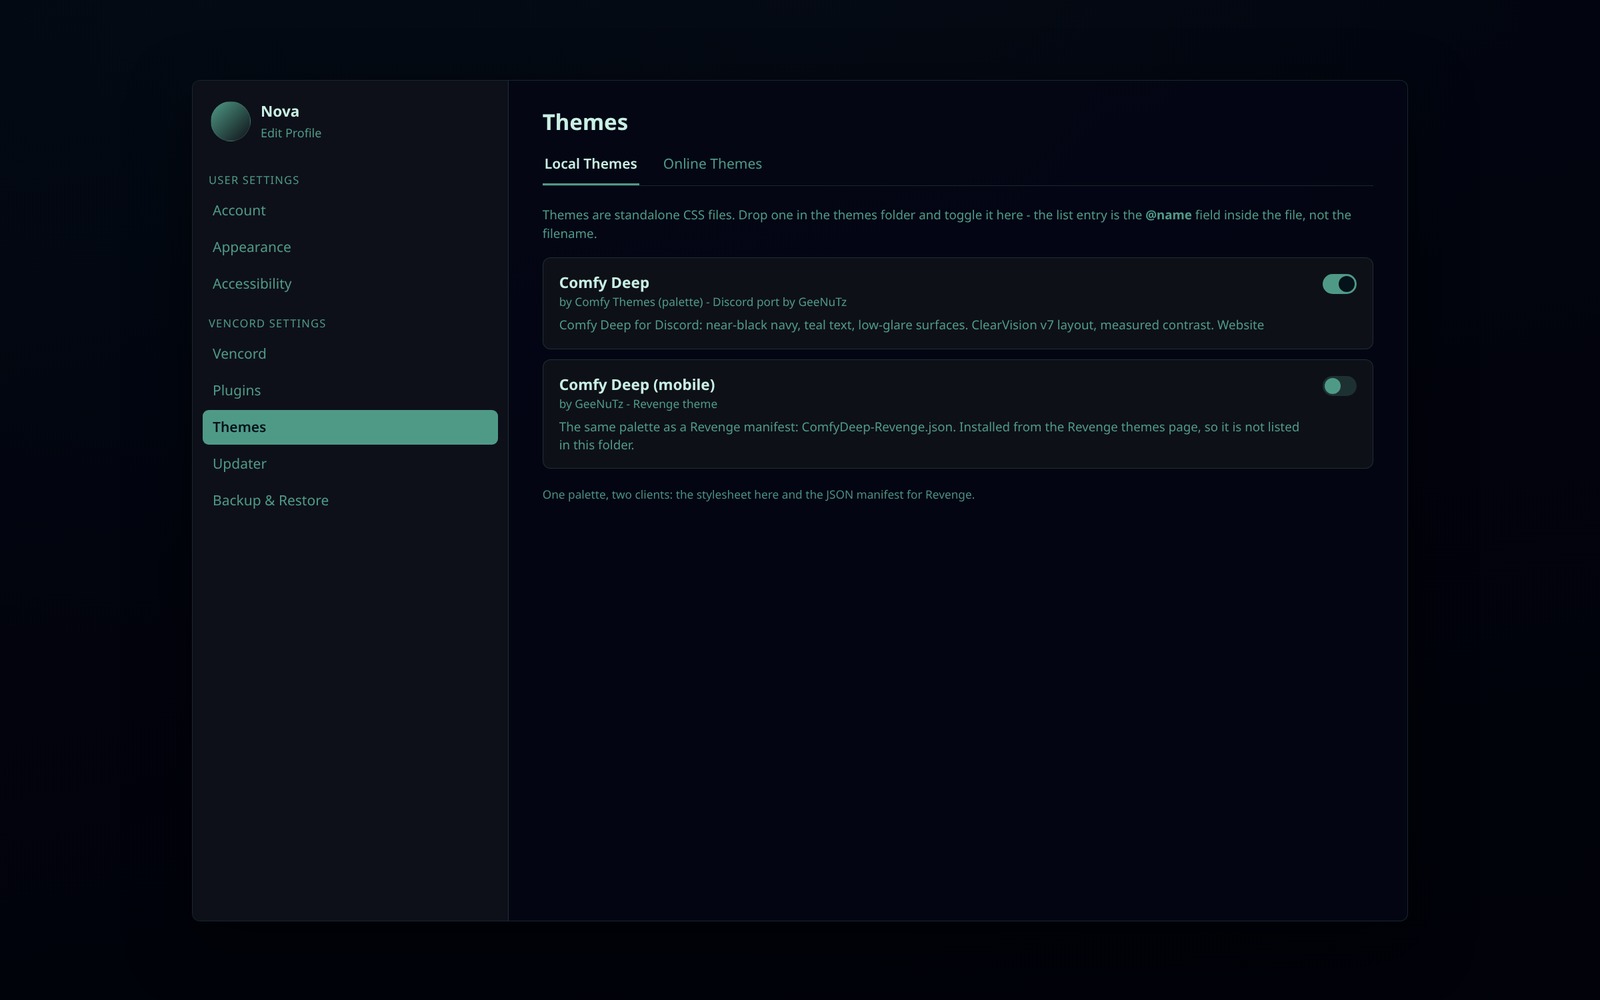 Nova
Edit Profile
USER SETTINGS
Account
Appearance
Accessibility
VENCORD SETTINGS
Vencord
Plugins
Themes
Updater
Backup & Restore
Themes
Local Themes
Online Themes
Themes are standalone CSS files. Drop one in the themes folder and toggle it here - the list entry is the @name field inside the file, not the
filename.
Comfy Deep
by Comfy Themes (palette) - Discord port by GeeNuTz
Comfy Deep for Discord: near-black navy, teal text, low-glare surfaces. ClearVision v7 layout, measured contrast. Website
Comfy Deep (mobile)
by GeeNuTz - Revenge theme
The same palette as a Revenge manifest: ComfyDeep-Revenge.json. Installed from the Revenge themes page, so it is not listed
in this folder.
One palette, two clients: the stylesheet here and the JSON manifest for Revenge.